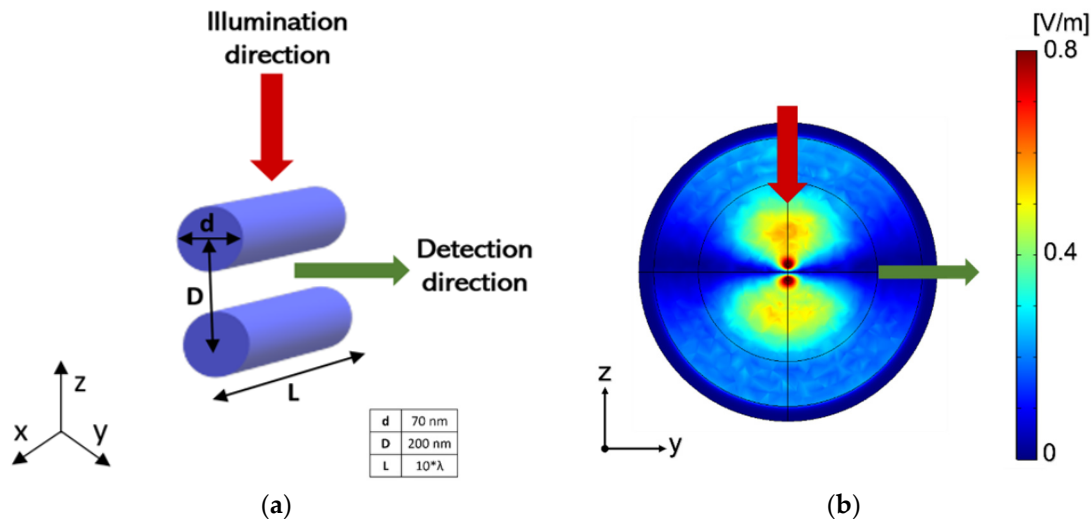 Illumination
direction
d
D
Detection
direction
L
z
x
y
d 70 nm
D 200 nm
L 10*λ
(a)
[V/m]
0.8
0.4
0
z
y
(b)